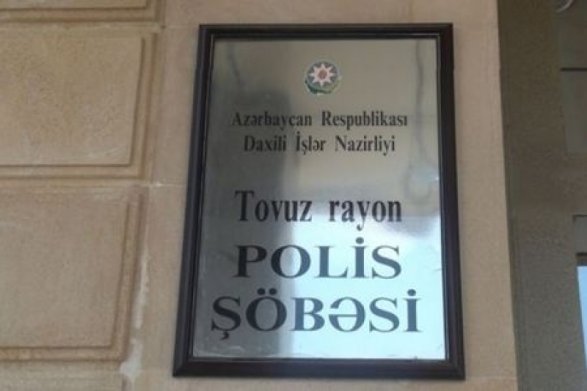 Azərbaycan Respublikası
Daxili İşlər Nazirliyi
Tovuz rayon
POLİS
ŞÖBƏSİ